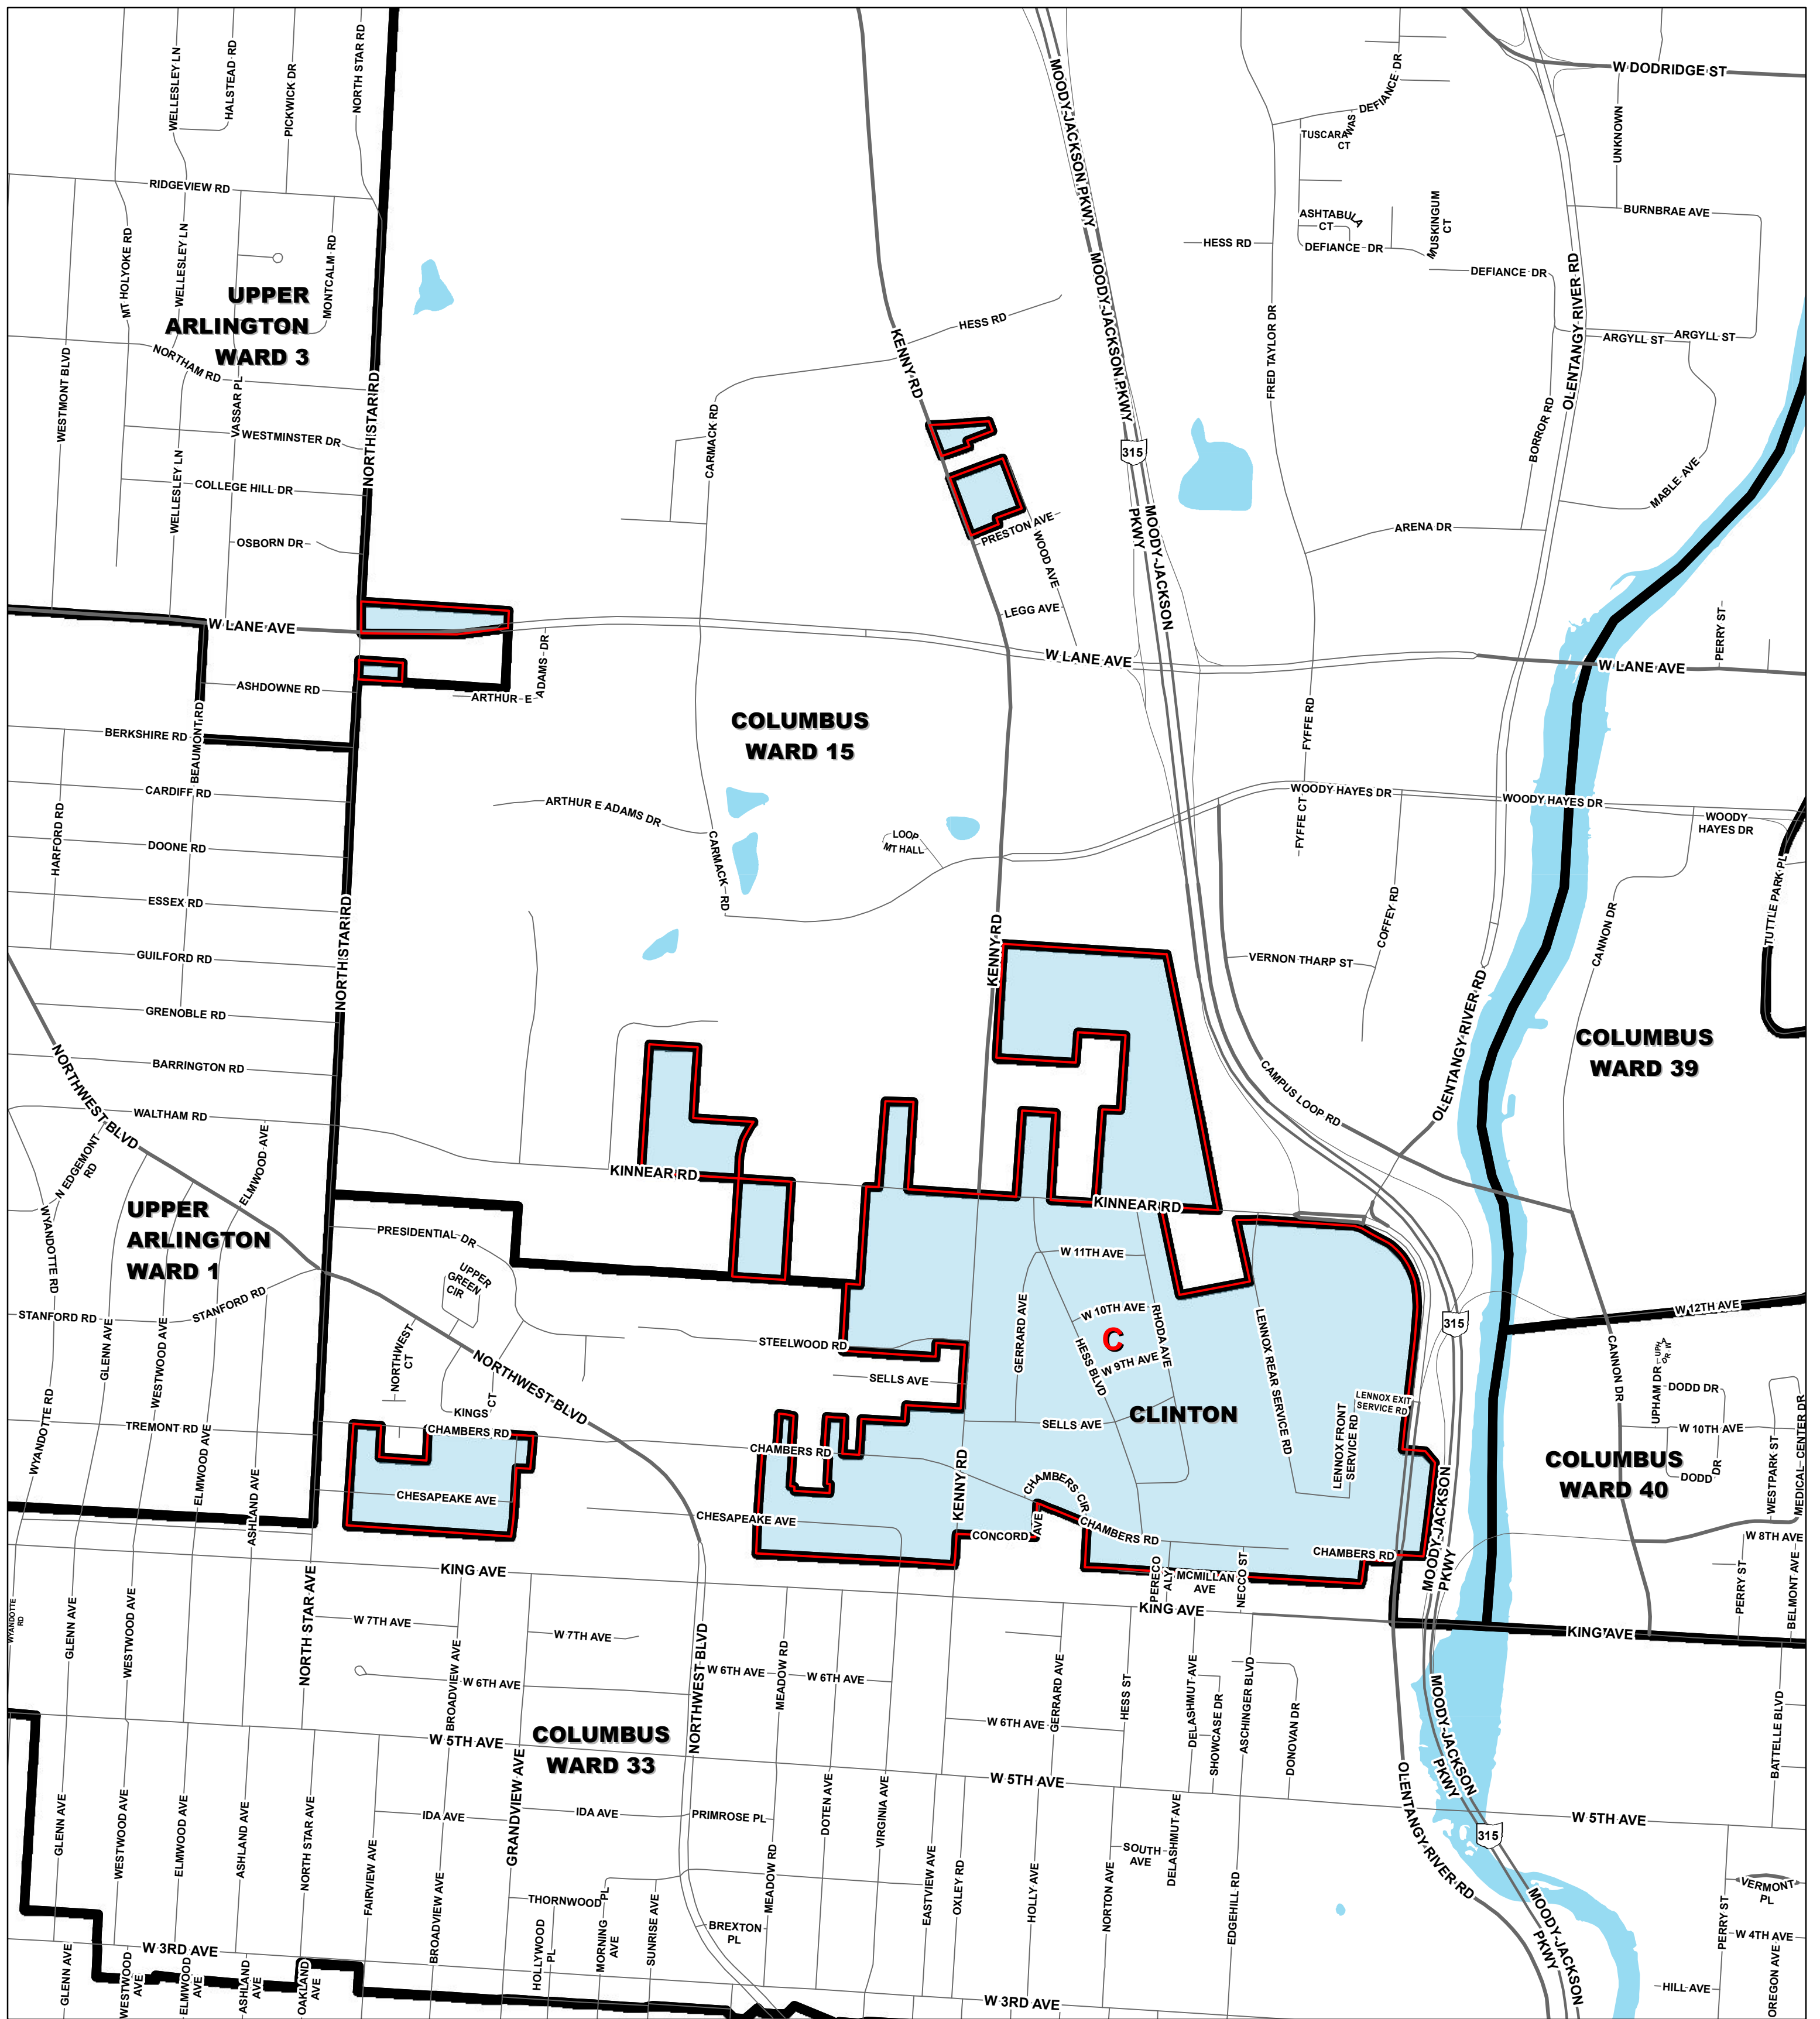 WELLESLEY LN
HALSTEAD RD
PICKWICK DR
NORTH STAR RD
MOODY-JACKSON PKWY
W DODRIDGE ST
DEFIANCE DR
TUSCARAWAS
CT
UNKNOWN
RIDGEVIEW RD
MT HOLYOKE RD
WELLESLEY LN
MONTCALM RD
MOODY-JACKSON PKWY
HESS RD
ASHTABULA
CT
DEFIANCE DR
MUSKINGUM
CT
BURNBRAE AVE
DEFIANCE DR
OLENTANGY RIVER RD
UPPER
ARLINGTON
WARD 3
HESS RD
KENNY RD
FRED TAYLOR DR
ARGYLL ST
ARGYLL ST
WESTMONT BLVD
NORTHAM RD
VASSAR PL
NORTH STAR RD
WESTMINSTER DR
CARMACK RD
315
BORROR RD
MABLE AVE
WELLESLEY LN
COLLEGE HILL DR
OSBORN DR
PRESTON AVE
WOOD AVE
MOODY-JACKSON
PKWY
ARENA DR
W LANE AVE
LEGG AVE
W LANE AVE
PERRY ST
W LANE AVE
ASHDOWNE RD
ADAMS DR
ARTHUR E
BEAUMONT RD
BERKSHIRE RD
COLUMBUS
WARD 15
FYFFE RD
CARDIFF RD
ARTHUR E ADAMS DR
WOODY HAYES DR
WOODY HAYES DR
WOODY
HAYES DR
HARFORD RD
DOONE RD
CARMACK RD
LOOP
MT HALL
FYFFE CT
TUTTLE PARK PL
ESSEX RD
NORTH STAR RD
KENNY RD
COFFEY RD
CANNON DR
GUILFORD RD
VERNON THARP ST
GRENOBLE RD
OLENTANGY RIVER RD
COLUMBUS
WARD 39
NORTHWEST BLVD
BARRINGTON RD
CAMPUS LOOP RD
WALTHAM RD
N EDGEMONT
RD
ELMWOOD AVE
KINNEAR RD
KINNEAR RD
UPPER
ARLINGTON
WARD 1
WYANDOTTE RD
PRESIDENTIAL DR
W 11TH AVE
UPPER
GREEN
CIR
STANFORD RD
STANFORD RD
GLENN AVE
WESTWOOD AVE
W 10TH AVE
C
W 9TH AVE
GERRARD AVE
HESS BLVD
RHODA AVE
LENNOX REAR SERVICE RD
315
W 12TH AVE
CANNON DR
STEELWOOD RD
NORTHWEST
CT
NORTHWEST BLVD
SELLS AVE
UPHAM DR
UPH
DR W
DODD DR
WYANDOTTE RD
KINGS
CT
LENNOX EXIT
SERVICE RD
CLINTON
LENNOX FRONT
SERVICE RD
TREMONT RD
ELMWOOD AVE
CHAMBERS RD
CHAMBERS RD
SELLS AVE
W 10TH AVE
WESTPARK ST
MEDICAL CENTER DR
COLUMBUS
WARD 40
DODD
DR
ASHLAND AVE
CHESAPEAKE AVE
KENNY RD
CHAMBERS CIR
CHESAPEAKE AVE
CONCORD
AVE
CHAMBERS RD
CHAMBERS RD
MOODY-JACKSON
PKWY
W 8TH AVE
KING AVE
PERECO
ALY
MCMILLAN
AVE
NECCO ST
PERRY ST
BELMONT AVE
WYANDOTTE
RD
GLENN AVE
WESTWOOD AVE
NORTH STAR AVE
W 7TH AVE
W 7TH AVE
KING AVE
KING AVE
BROADVIEW AVE
W 6TH AVE
NORTHWEST BLVD
W 6TH AVE
MEADOW RD
W 6TH AVE
GERRARD AVE
HESS ST
DELASHMUT AVE
SHOWCASE DR
ASCHINGER BLVD
DONOVAN DR
MOODY-JACKSON
PKWY
BATTELLE BLVD
W 6TH AVE
COLUMBUS
WARD 33
W 5TH AVE
W 5TH AVE
W 5TH AVE
GRANDVIEW AVE
OLENTANGY RIVER RD
GLENN AVE
WESTWOOD AVE
ELMWOOD AVE
ASHLAND AVE
NORTH STAR AVE
FAIRVIEW AVE
IDA AVE
IDA AVE
PRIMROSE PL
DOTEN AVE
VIRGINIA AVE
315
SOUTH
AVE
DELASHMUT AVE
BROADVIEW AVE
THORNWOOD PL
HOLLYWOOD
PL
MORNING
AVE
SUNRISE AVE
BREXTON
PL
MEADOW RD
EASTVIEW AVE
OXLEY RD
HOLLY AVE
NORTON AVE
EDGEHILL RD
MOODY-JACKSON
PKWY
VERMONT
PL
PERRY ST
W 4TH AVE
W 3RD AVE
W 3RD AVE
HILL AVE
OREGON AVE
GLENN AVE
WESTWOOD
AVE
ELMWOOD
AVE
ASHLAND
AVE
OAKLAND
AVE